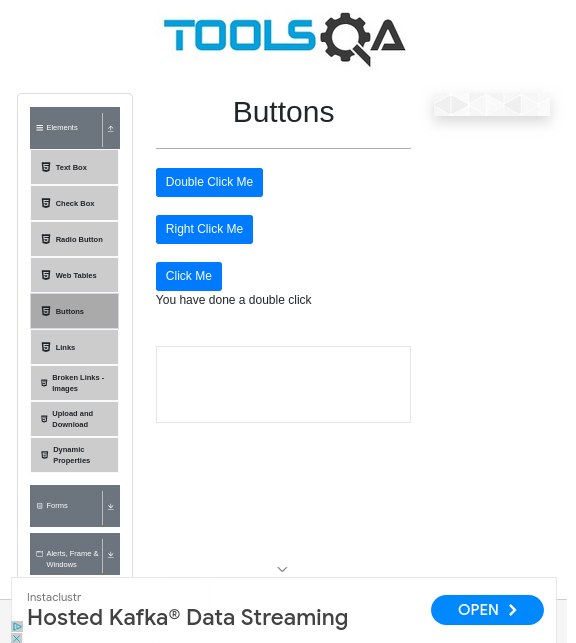 TOOLSQA
Elements
Text Box
Check Box
Radio Button
Web Tables
Buttons
Links
Broken Links -
Images
Upload and
Download
Dynamic
Properties
Forms
Alerts, Frame &
Windows
Buttons
Double Click Me
Right Click Me
Click Me
You have done a double click
Instaclustr
Hosted Kafka® Data Streaming
OPEN